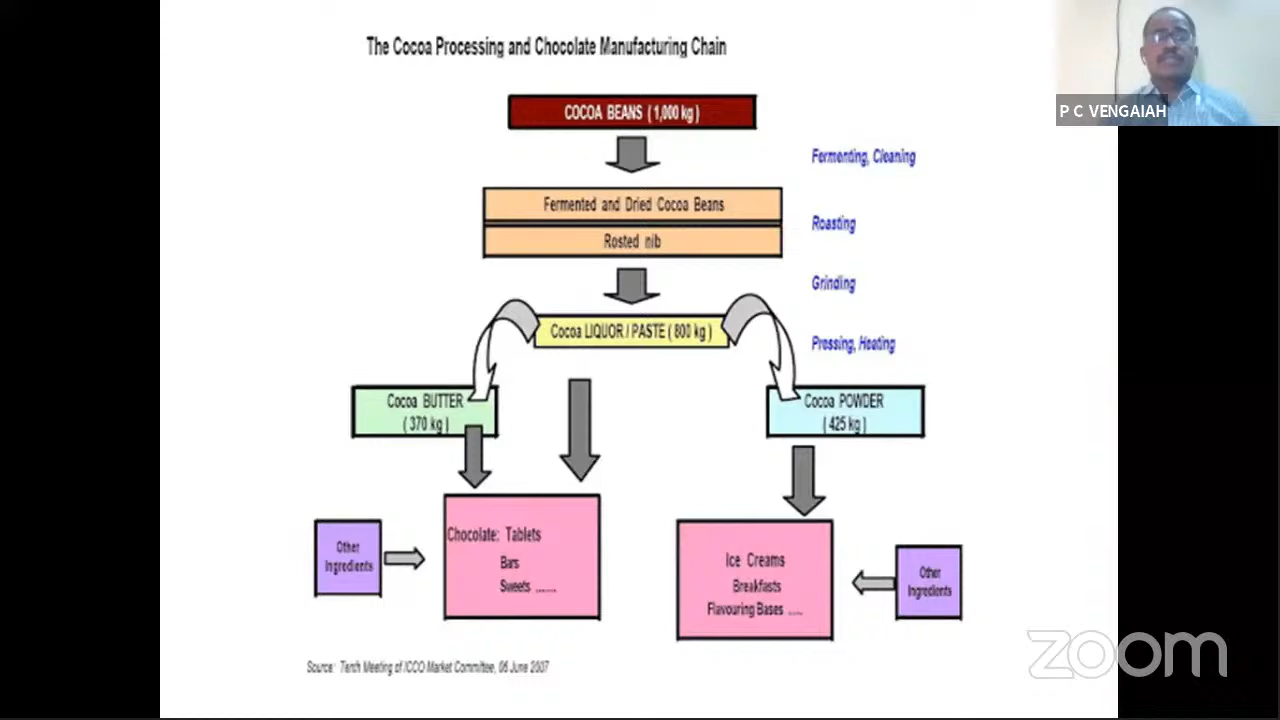 The Cocoa Processing and Chocolate Manufacturing Chain
P C VENGAIAH
COCOA BEANS ( 1,000 kg )
Fermenting, Cleaning
Fermented and Dried Cocoa Beans
Roasting
Rosted nib
Grinding
Cocoa LIQUOR / PASTE ( 800 kg )
Pressing, Heating
Cocoa BUTTER
( 370 kg )
Cocoa POWDER
( 425 kg )
Other
Ingredients
Chocolate: Tablets
Bars
Sweets ......
Ice Creams
Breakfasts
Flavouring Bases ....
Other
Ingredients
zoom
Source: Tenth Meeting of ICCO Market Committee, 06 June 2007